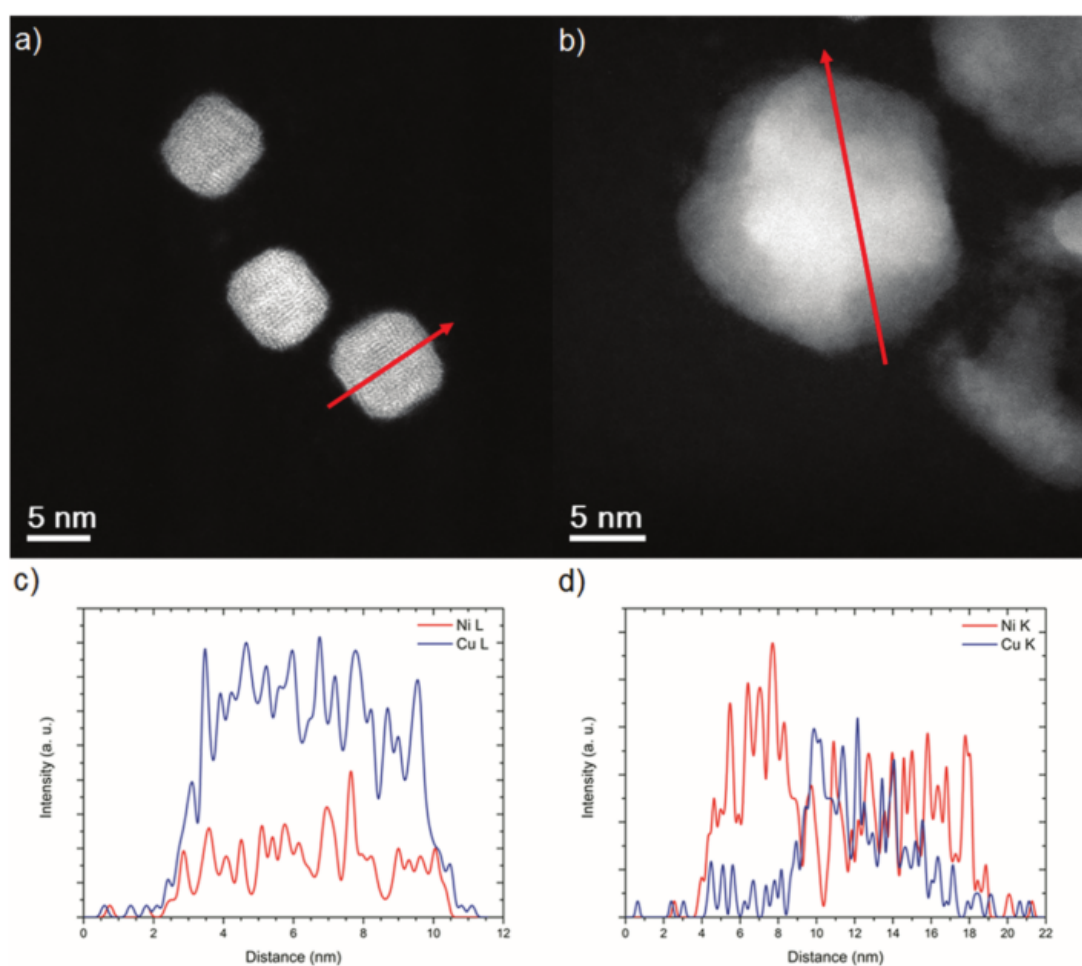 a)
b)
5 nm
5 nm
c)
d)
Ni L
Cu L
Ni K
Cu K
Intensity (a. u.)
Intensity (a. u.)
0 2 4 6 8 10 12
0 2 4 6 8 10 12 14 16 18 20 22
Distance (nm)
Distance (nm)